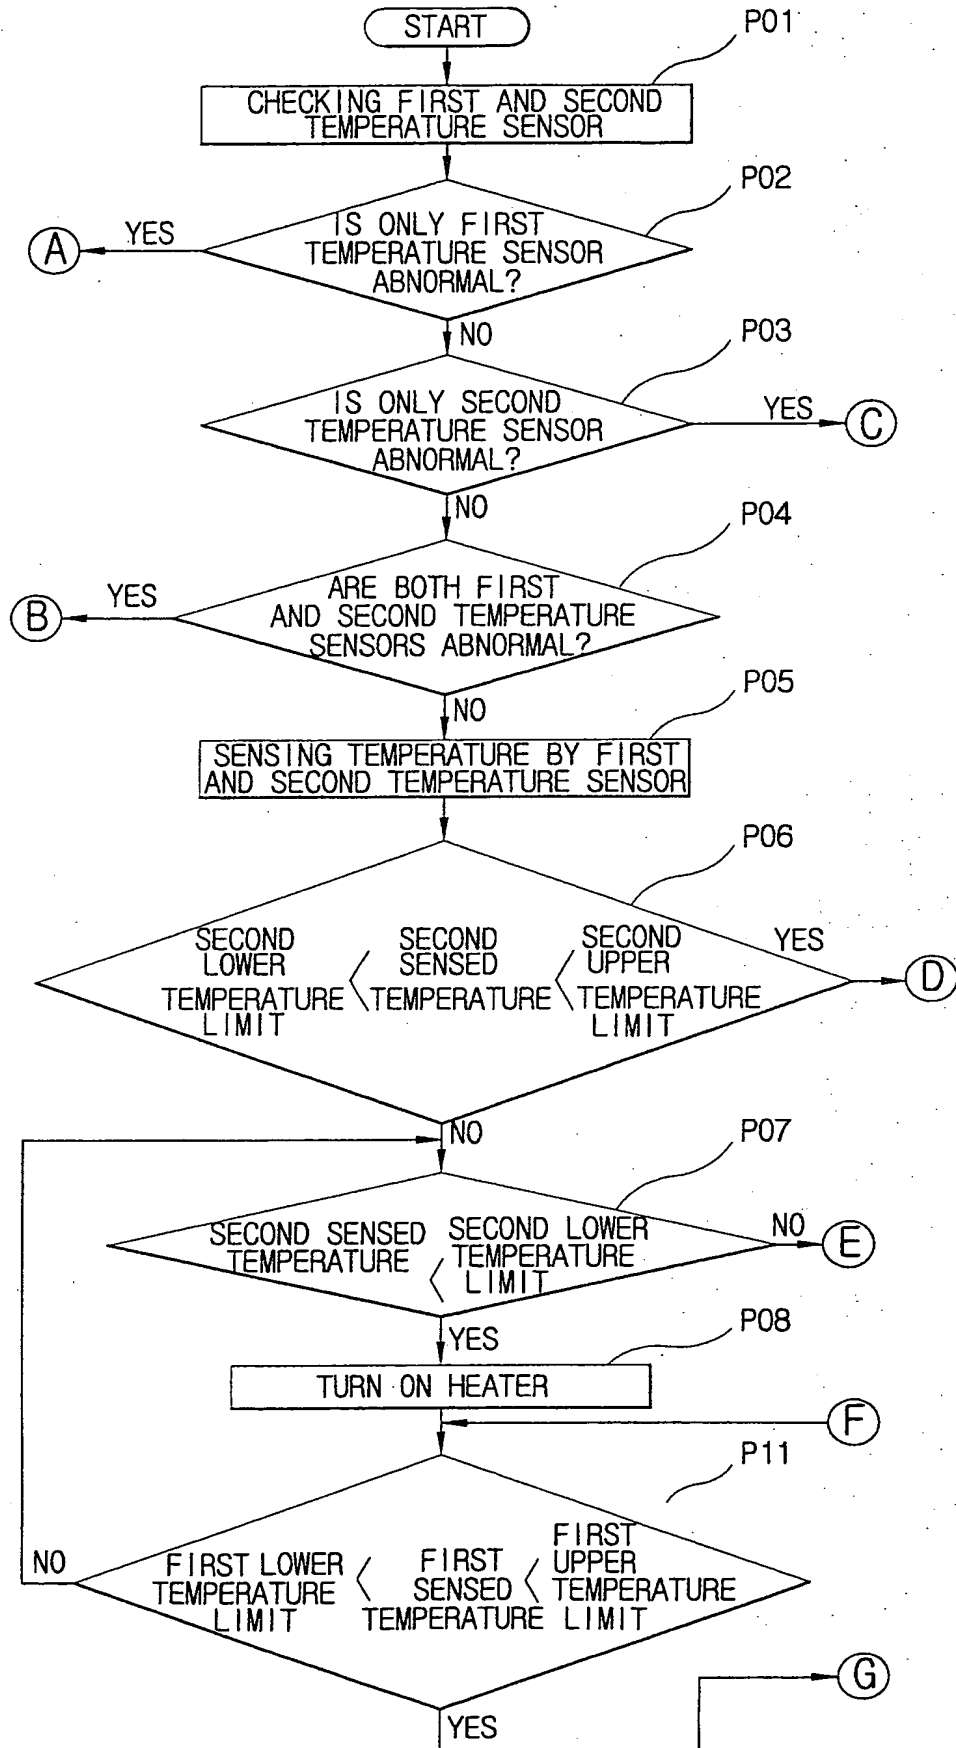 START
P01
CHECKING FIRST AND SECOND
TEMPERATURE SENSOR
P02
IS ONLY FIRST
TEMPERATURE SENSOR
ABNORMAL?
YES
A
NO
P03
IS ONLY SECOND
TEMPERATURE SENSOR
ABNORMAL?
YES
C
NO
P04
ARE BOTH FIRST
AND SECOND TEMPERATURE
SENSORS ABNORMAL?
YES
B
NO
P05
SENSING TEMPERATURE BY FIRST
AND SECOND TEMPERATURE SENSOR
P06
SECOND
LOWER
TEMPERATURE
LIMIT
<
SECOND
SENSED
TEMPERATURE
<
SECOND
UPPER
TEMPERATURE
LIMIT
YES
D
NO
P07
SECOND SENSED
TEMPERATURE
<
SECOND LOWER
TEMPERATURE
LIMIT
NO
E
YES
P08
TURN ON HEATER
F
P11
FIRST LOWER
TEMPERATURE
LIMIT
<
FIRST
SENSED
TEMPERATURE
<
FIRST
UPPER
TEMPERATURE
LIMIT
NO
G
YES